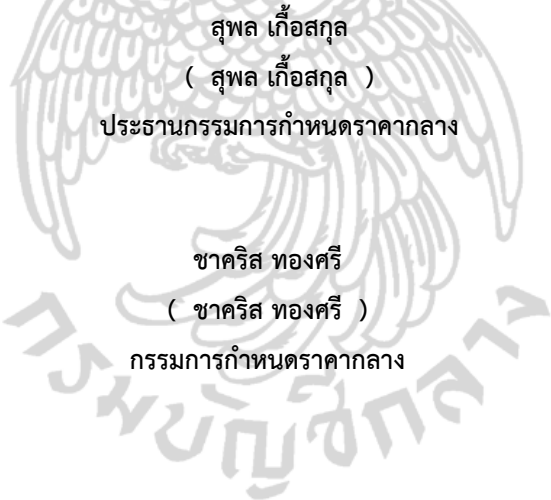 สุพล เกื้อสกุล
( สุพล เกื้อสกุล )
ประธานกรรมการกำหนดราคากลาง
ชาคริส ทองศรี
( ชาคริส ทองศรี )
กรรมการกำหนดราคากลาง
กรมบัญชีกลาง